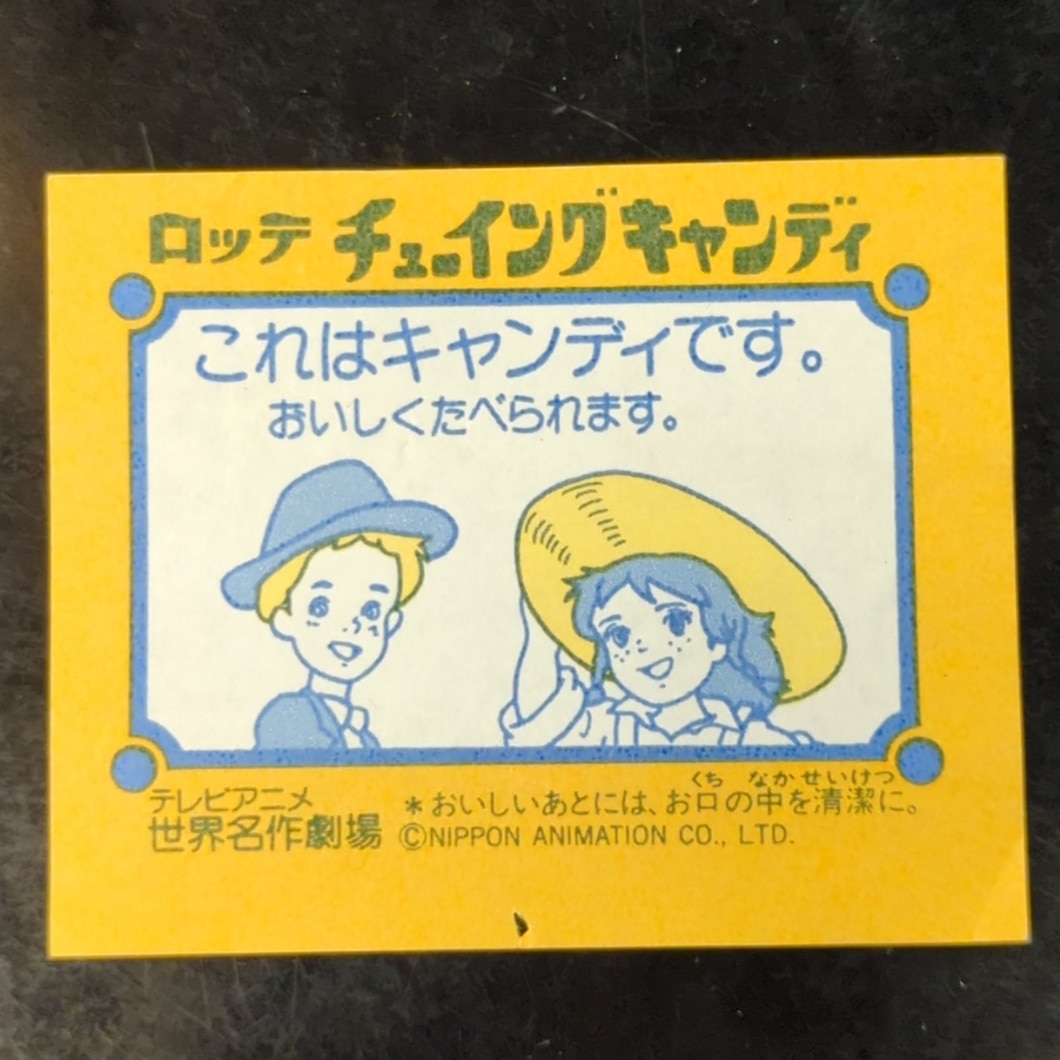 ロッテ チューイングキャンディ
これはキャンディです。
おいしくたべられます。
テレビアニメ
世界名作劇場
くち なか せいけつ
＊おいしいあとには、お口の中を清潔に。
©NIPPON ANIMATION CO., LTD.